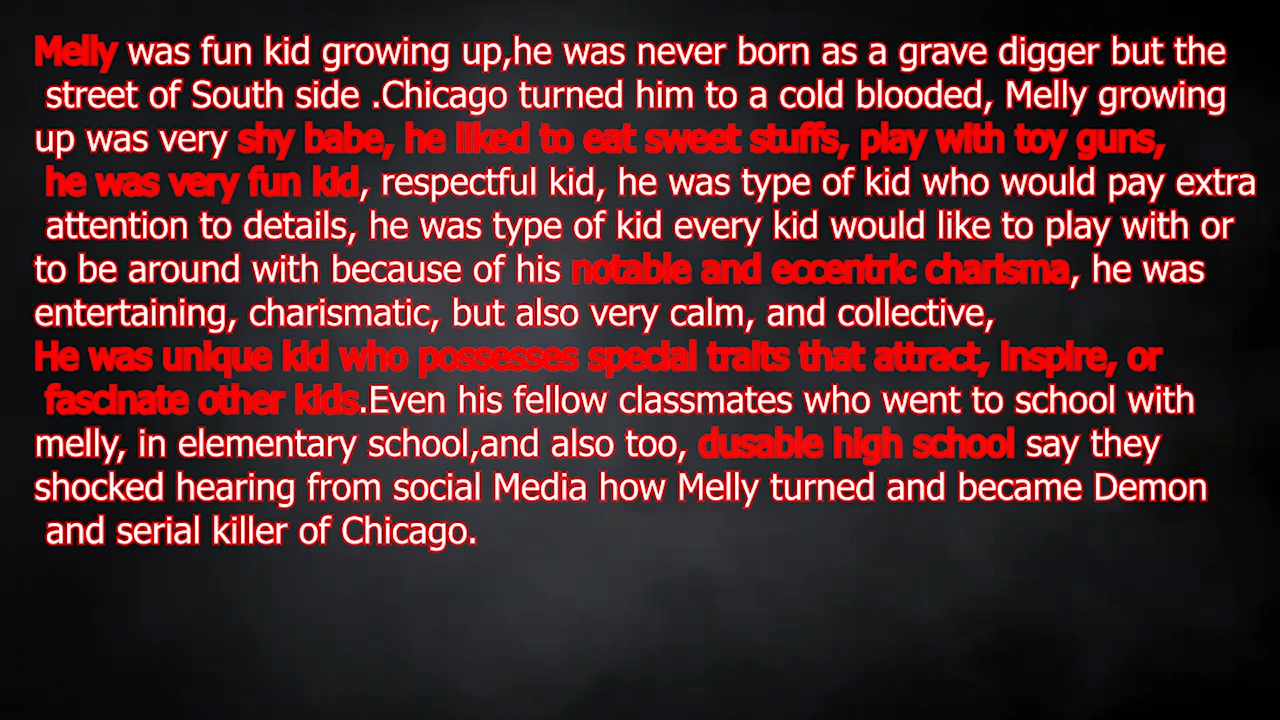 Melly was fun kid growing up,he was never born as a grave digger but the
street of South side .Chicago turned him to a cold blooded, Melly growing
up was very shy babe, he liked to eat sweet stuffs, play with toy guns,
he was very fun kid, respectful kid, he was type of kid who would pay extra
attention to details, he was type of kid every kid would like to play with or
to be around with because of his notable and eccentric charisma, he was
entertaining, charismatic, but also very calm, and collective,
He was unique kid who possesses special traits that attract, inspire, or
fascinate other kids.Even his fellow classmates who went to school with
melly, in elementary school,and also too, dusable high school say they
shocked hearing from social Media how Melly turned and became Demon
and serial killer of Chicago.